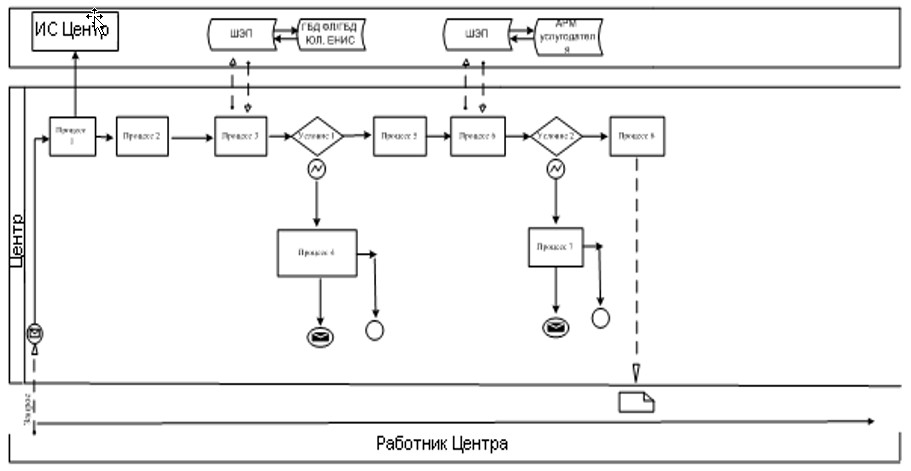 ИС Центр
ШЭП
ГБД ФЛ/ГБД
ЮЛ, ЕНИС
ШЭП
АРМ
услугодател
я
Процесс
1
Процесс 2
Процесс 3
Условие 1
Процесс 5
Процесс 6
Условие 2
Процесс 8
Процесс 4
Процесс 7
Центр
Работник Центра